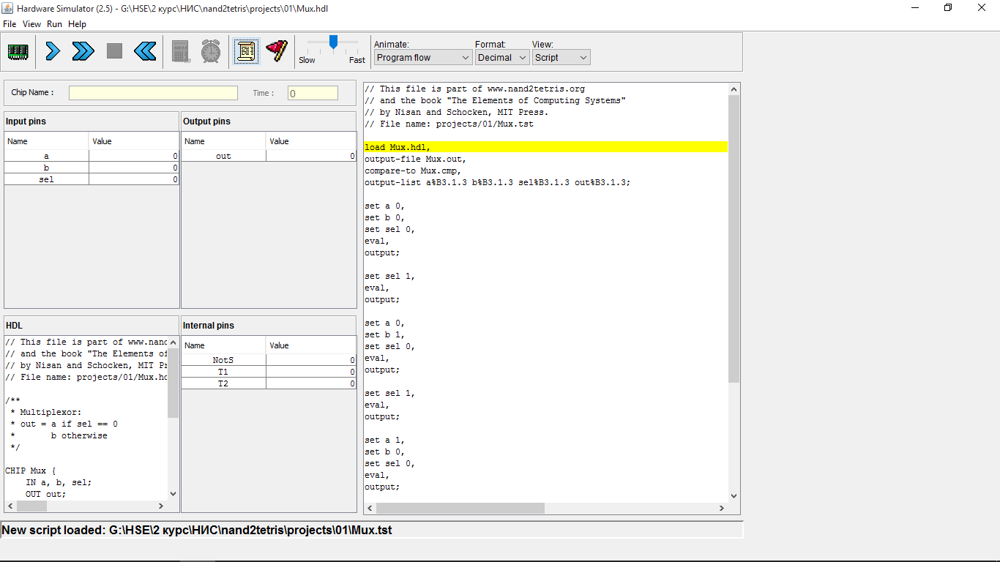 Hardware Simulator (2.5) - G:\HSE\2 курс\НИС\nand2tetris\projects\01\Mux.hdl
File View Run Help
Slow Fast
Animate: Format: View:
Program flow Decimal Script
Chip Name : Time : 0
Input pins
Name Value
a 0
b 0
sel 0
Output pins
Name Value
out 0
HDL
// This file is part of www.nand
// and the book "The Elements of
// by Nisan and Schocken, MIT Pr
// File name: projects/01/Mux.hd
/**
* Multiplexor:
* out = a if sel == 0
* b otherwise
*/
CHIP Mux {
IN a, b, sel;
OUT out;
Internal pins
Name Value
NotS 0
T1 0
T2 0
// This file is part of www.nand2tetris.org
// and the book "The Elements of Computing Systems"
// by Nisan and Schocken, MIT Press.
// File name: projects/01/Mux.tst
load Mux.hdl,
output-file Mux.out,
compare-to Mux.cmp,
output-list a%B3.1.3 b%B3.1.3 sel%B3.1.3 out%B3.1.3;
set a 0,
set b 0,
set sel 0,
eval,
output;
set sel 1,
eval,
output;
set a 0,
set b 1,
set sel 0,
eval,
output;
set sel 1,
eval,
output;
set a 1,
set b 0,
set sel 0,
eval,
output;
New script loaded: G:\HSE\2 курс\НИС\nand2tetris\projects\01\Mux.tst